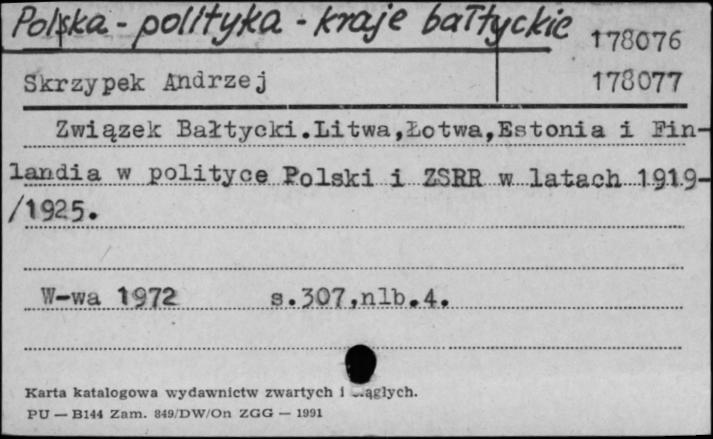 Polska - polityka - kraje bałtyckie
178076
Skrzypek Andrzej
178077
Związek Bałtycki.Litwa,Łotwa,Estonia i Fin-
landia w polityce Polski i ZSRR w latach 1919-
/1925.
W-wa 1972 s.307,nlb.4.
Karta katalogowa wydawnictw zwartych i
PU — B144 Zam. 849/DW/On ZGG — 1991